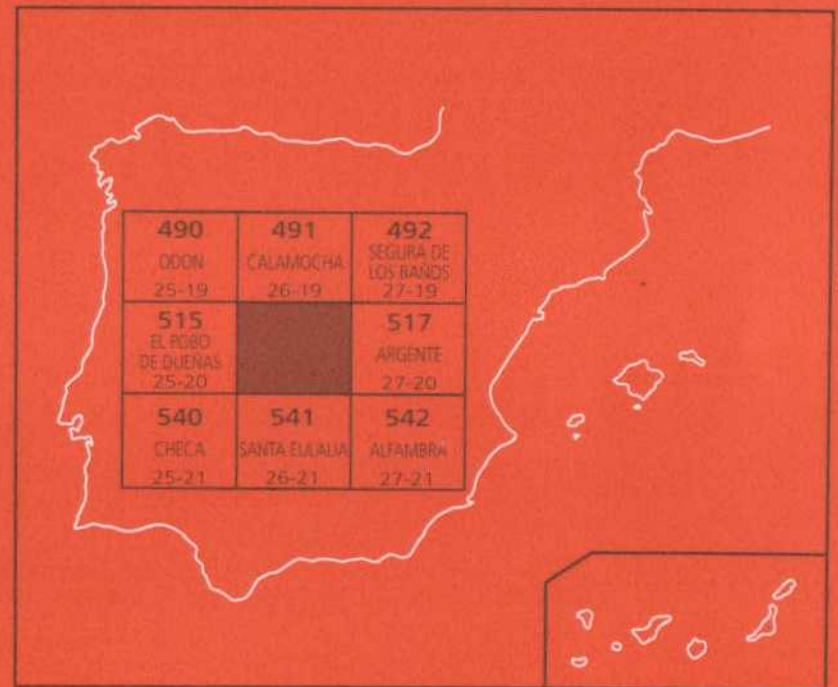 490
ODON
25-19
491
CALAMOCHA
26-19
492
SEGURA DE
LOS BAÑOS
27-19
515
EL POBO
DE DUEÑAS
25-20
517
ARGENTE
27-20
540
CHECA
25-21
541
SANTA EULALIA
26-21
542
ALFAMBRA
27-21